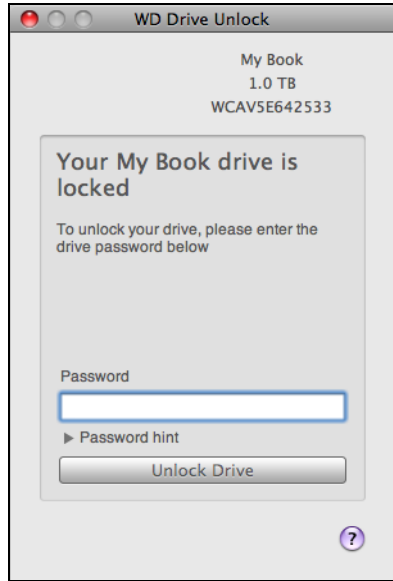 WD Drive Unlock
My Book
1.0 TB
WCAV5E642533
Your My Book drive is
locked
To unlock your drive, please enter the
drive password below
Password
Password hint
Unlock Drive
?